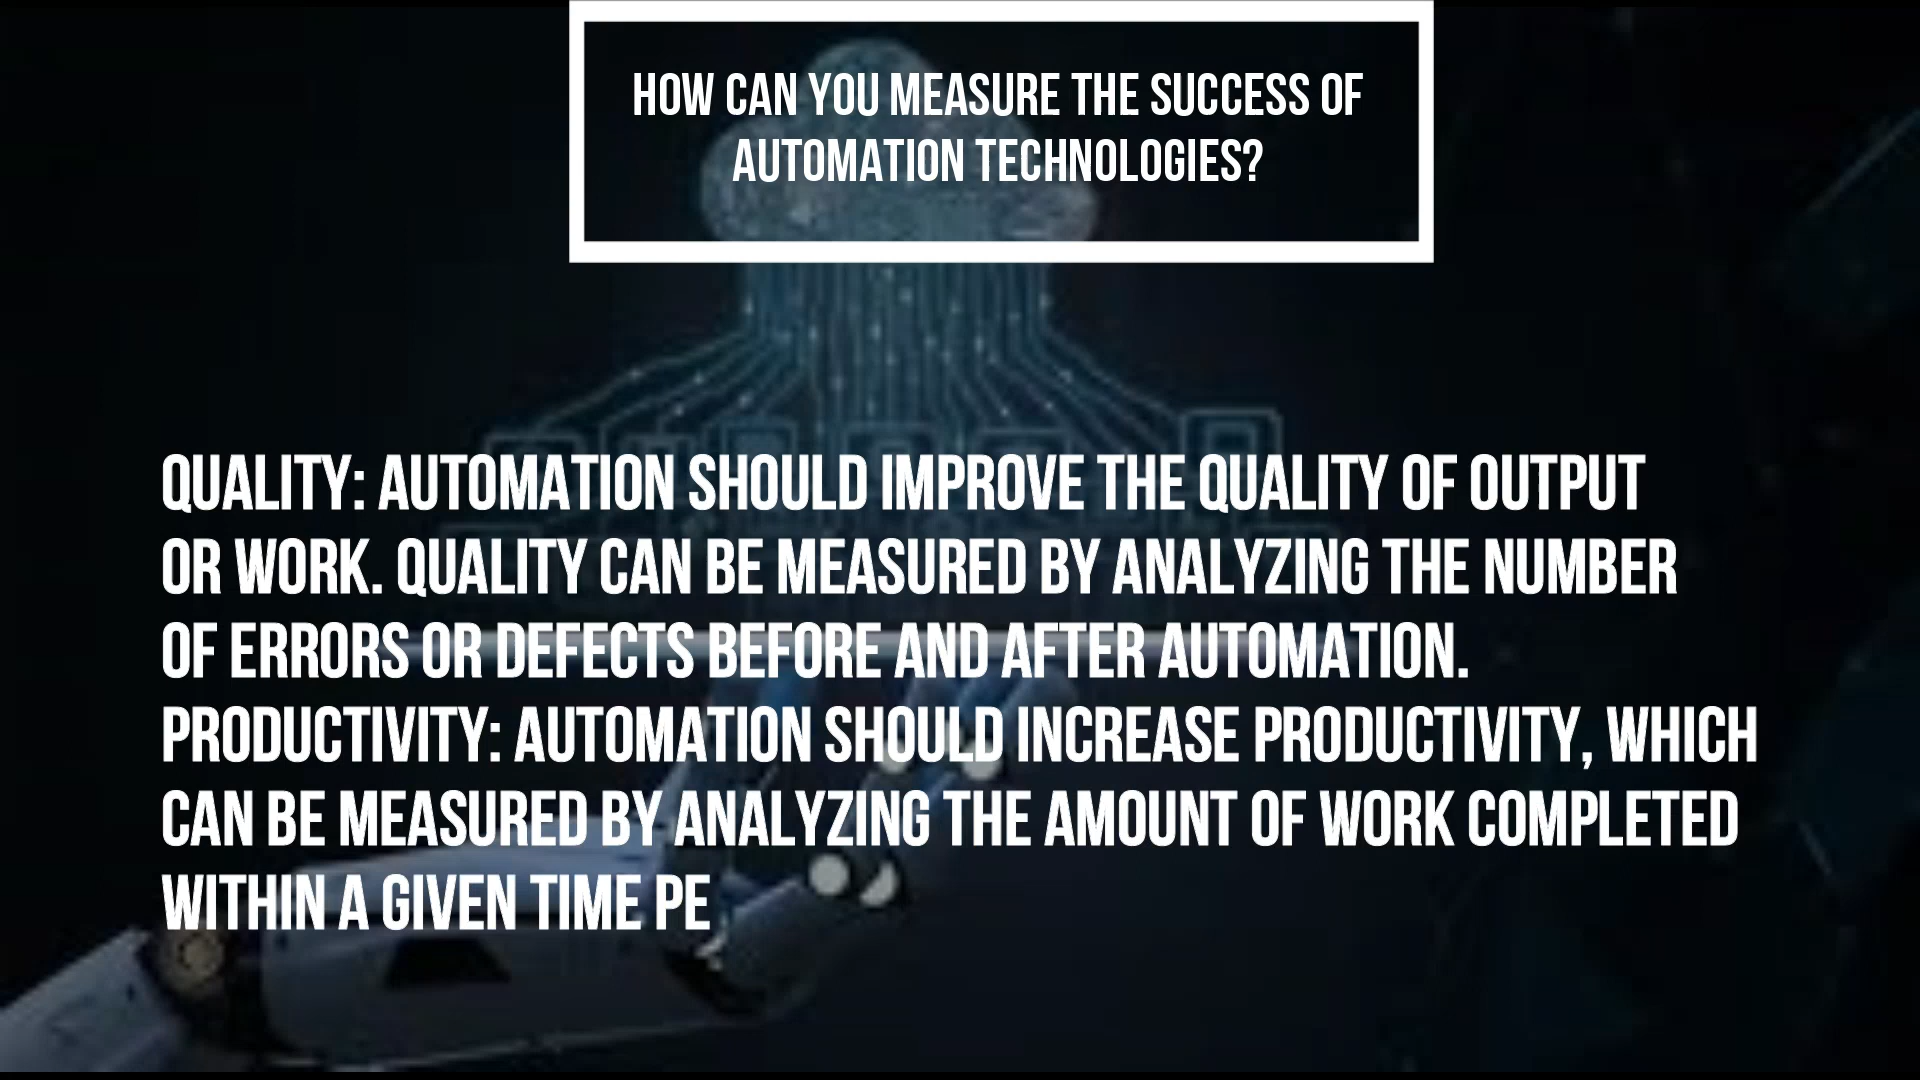 HOW CAN YOU MEASURE THE SUCCESS OF
AUTOMATION TECHNOLOGIES?
QUALITY: AUTOMATION SHOULD IMPROVE THE QUALITY OF OUTPUT
OR WORK. QUALITY CAN BE MEASURED BY ANALYZING THE NUMBER
OF ERRORS OR DEFECTS BEFORE AND AFTER AUTOMATION.
PRODUCTIVITY: AUTOMATION SHOULD INCREASE PRODUCTIVITY, WHICH
CAN BE MEASURED BY ANALYZING THE AMOUNT OF WORK COMPLETED
WITHIN A GIVEN TIME PE